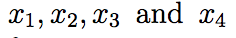 x₁, x₂, x₃ and x₄